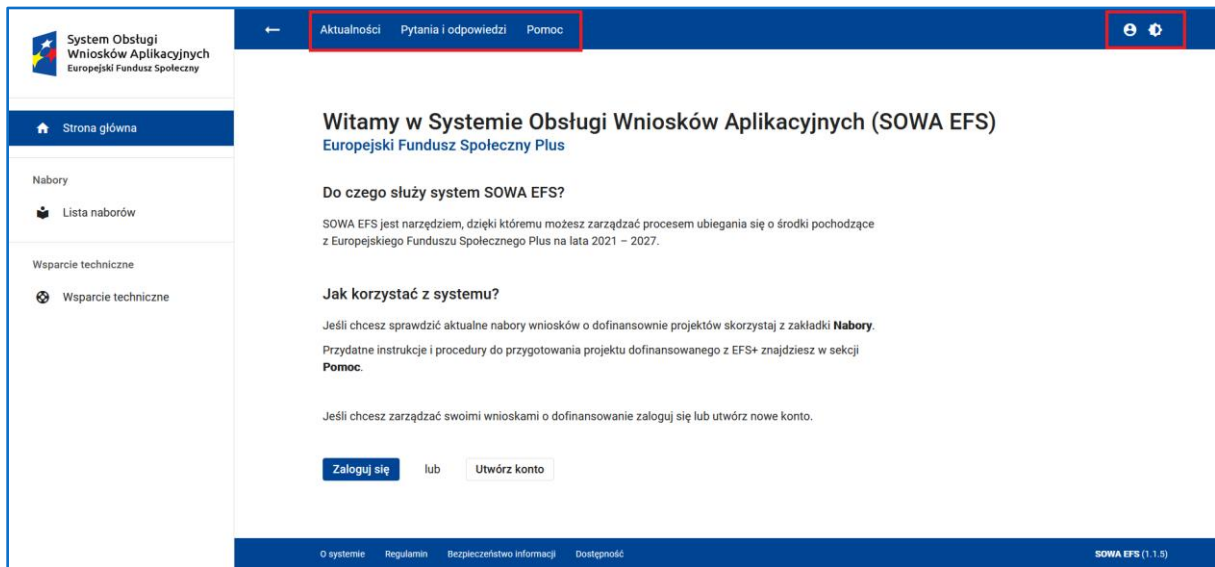 System Obsługi
Wniosków Aplikacyjnych
Europejski Fundusz Społeczny
Aktualności Pytania i odpowiedzi Pomoc
Strona główna
Nabory
Lista naborów
Wsparcie techniczne
Wsparcie techniczne
Witamy w Systemie Obsługi Wniosków Aplikacyjnych (SOWA EFS)
Europejski Fundusz Społeczny Plus
Do czego służy system SOWA EFS?
SOWA EFS jest narzędziem, dzięki któremu możesz zarządzać procesem ubiegania się o środki pochodzące
z Europejskiego Funduszu Społecznego Plus na lata 2021 – 2027.
Jak korzystać z systemu?
Jeśli chcesz sprawdzić aktualne nabory wniosków o dofinansownie projektów skorzystaj z zakładki Nabory.
Przydatne instrukcje i procedury do przygotowania projektu dofinansowanego z EFS+ znajdziesz w sekcji
Pomoc.
Jeśli chcesz zarządzać swoimi wnioskami o dofinansowanie zaloguj się lub utwórz nowe konto.
Zaloguj się lub Utwórz konto
O systemie Regulamin Bezpieczeństwo informacji Dostępność SOWA EFS (1.1.5)